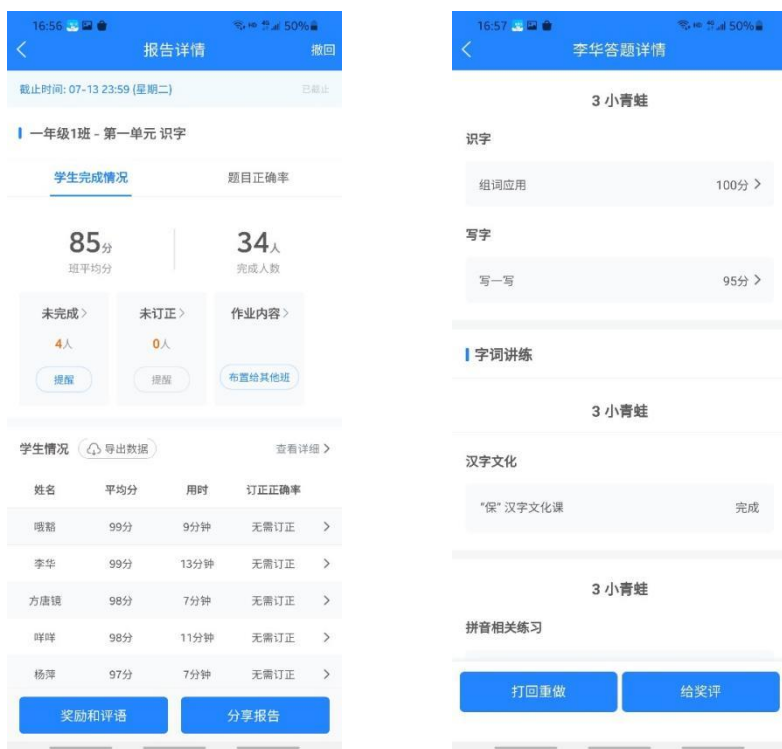 16:56 50%
报告详情 撤回
截止时间: 07-13 23:59 (星期二) 已截止
一年级1班 - 第一单元 识字
学生完成情况 题目正确率
85分 34人
班平均分 完成人数
未完成 未订正 作业内容
4人 0人
提醒 提醒 布置给其他班
学生情况 导出数据 查看详细
姓名 平均分 用时 订正正确率
哦豁 99分 9分钟 无需订正
李华 99分 13分钟 无需订正
方唐镜 98分 7分钟 无需订正
咩咩 98分 11分钟 无需订正
杨萍 97分 7分钟 无需订正
奖励和评语 分享报告
16:57 50%
李华答题详情
3 小青蛙
识字
组词应用 100分
写字
写一写 95分
字词讲练
3 小青蛙
汉字文化
“保” 汉字文化课 完成
3 小青蛙
拼音相关练习
打回重做 给奖评